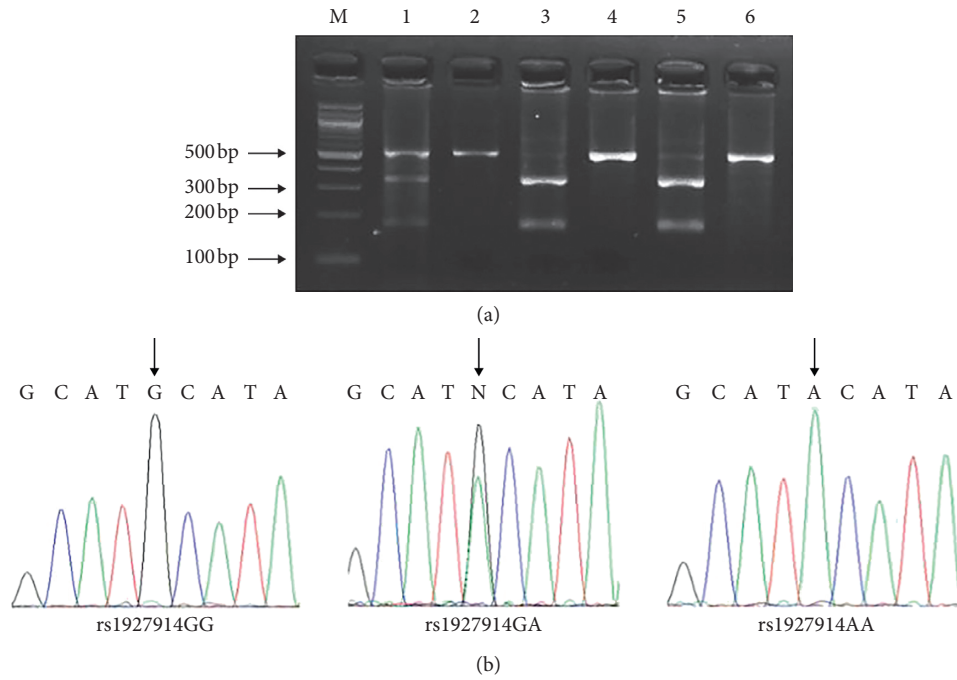 M 1 2 3 4 5 6
500 bp
300 bp
200 bp
100 bp
(a)
G C A T G C A T A G C A T N C A T A G C A T A C A T A
rs1927914GG rs1927914GA rs1927914AA
(b)